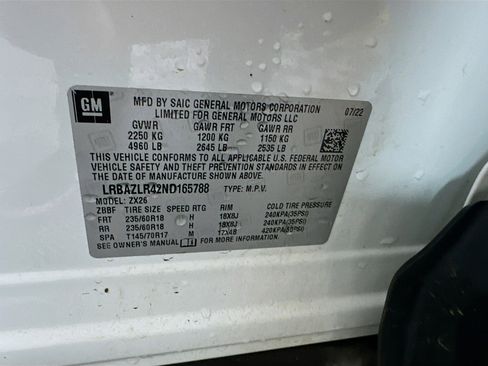 GM
MFD BY SAIC GENERAL MOTORS CORPORATION
LIMITED FOR GENERAL MOTORS LLC
07/22
GVWR GAWR FRT GAWR RR
2250 KG 1200 KG 1150 KG
4960 LB 2645 LB 2535 LB
THIS VEHICLE CONFORMS TO ALL APPLICABLE U.S. FEDERAL
MOTOR VEHICLE SAFETY AND THEFT PREVENTION STANDARDS
IN EFFECT ON THE DATE OF MANUFACTURE SHOWN ABOVE.
LRBAZLR42ND165788 TYPE: M.P.V.
MODEL: ZX26
ZBBF TIRE SIZE SPEED RTG RIM COLD TIRE PRESSURE
FRT 235/60R18 H 18X8J 240KPA(35PSI)
RR 235/60R18 H 18X8J 240KPA(35PSI)
SPA T145/70R17 M 17X4B 420KPA(60PSI)
SEE OWNER'S MANUAL FOR MORE INFORMATION.